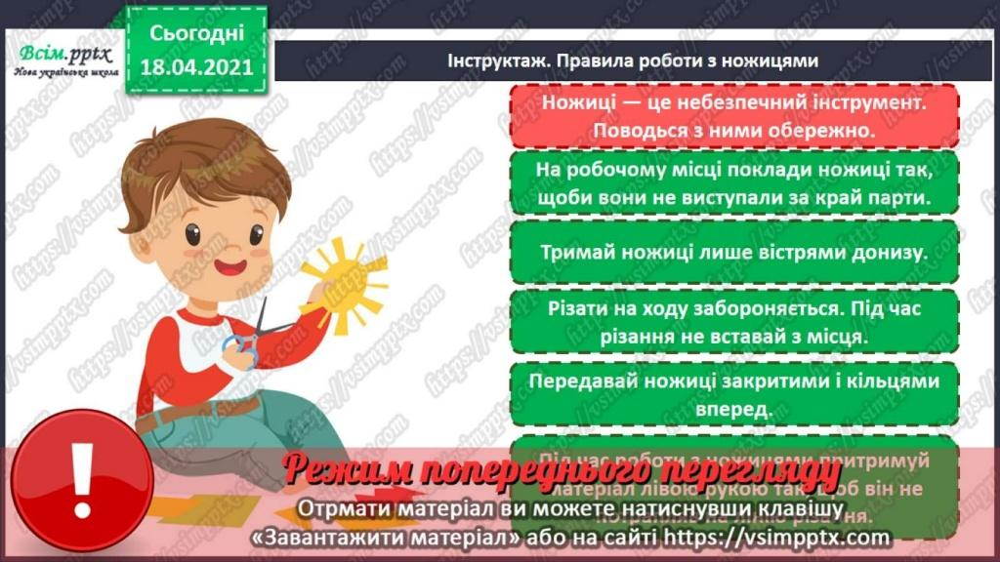 Всім.pptx
Нова українська школа
Сьогодні
18.04.2021
Інструктаж. Правила роботи з ножицями
Ножиці — це небезпечний інструмент.
Поводься з ними обережно.
На робочому місці поклади ножиці так,
щоби вони не виступали за край парти.
Тримай ножиці лише вістрями донизу.
Різати на ходу забороняється. Під час
різання не вставай з місця.
Передавай ножиці закритими і кільцями
вперед.
Під час роботи з ножицями притримуй
матеріал лівою рукою так, щоб він не
різання.
!
Режим попереднього перегляду
Отрмати матеріал ви можете натиснувши клавішу
«Завантажити матеріал» або на сайті https://vsimpptx.com
https://vsimpptx.com